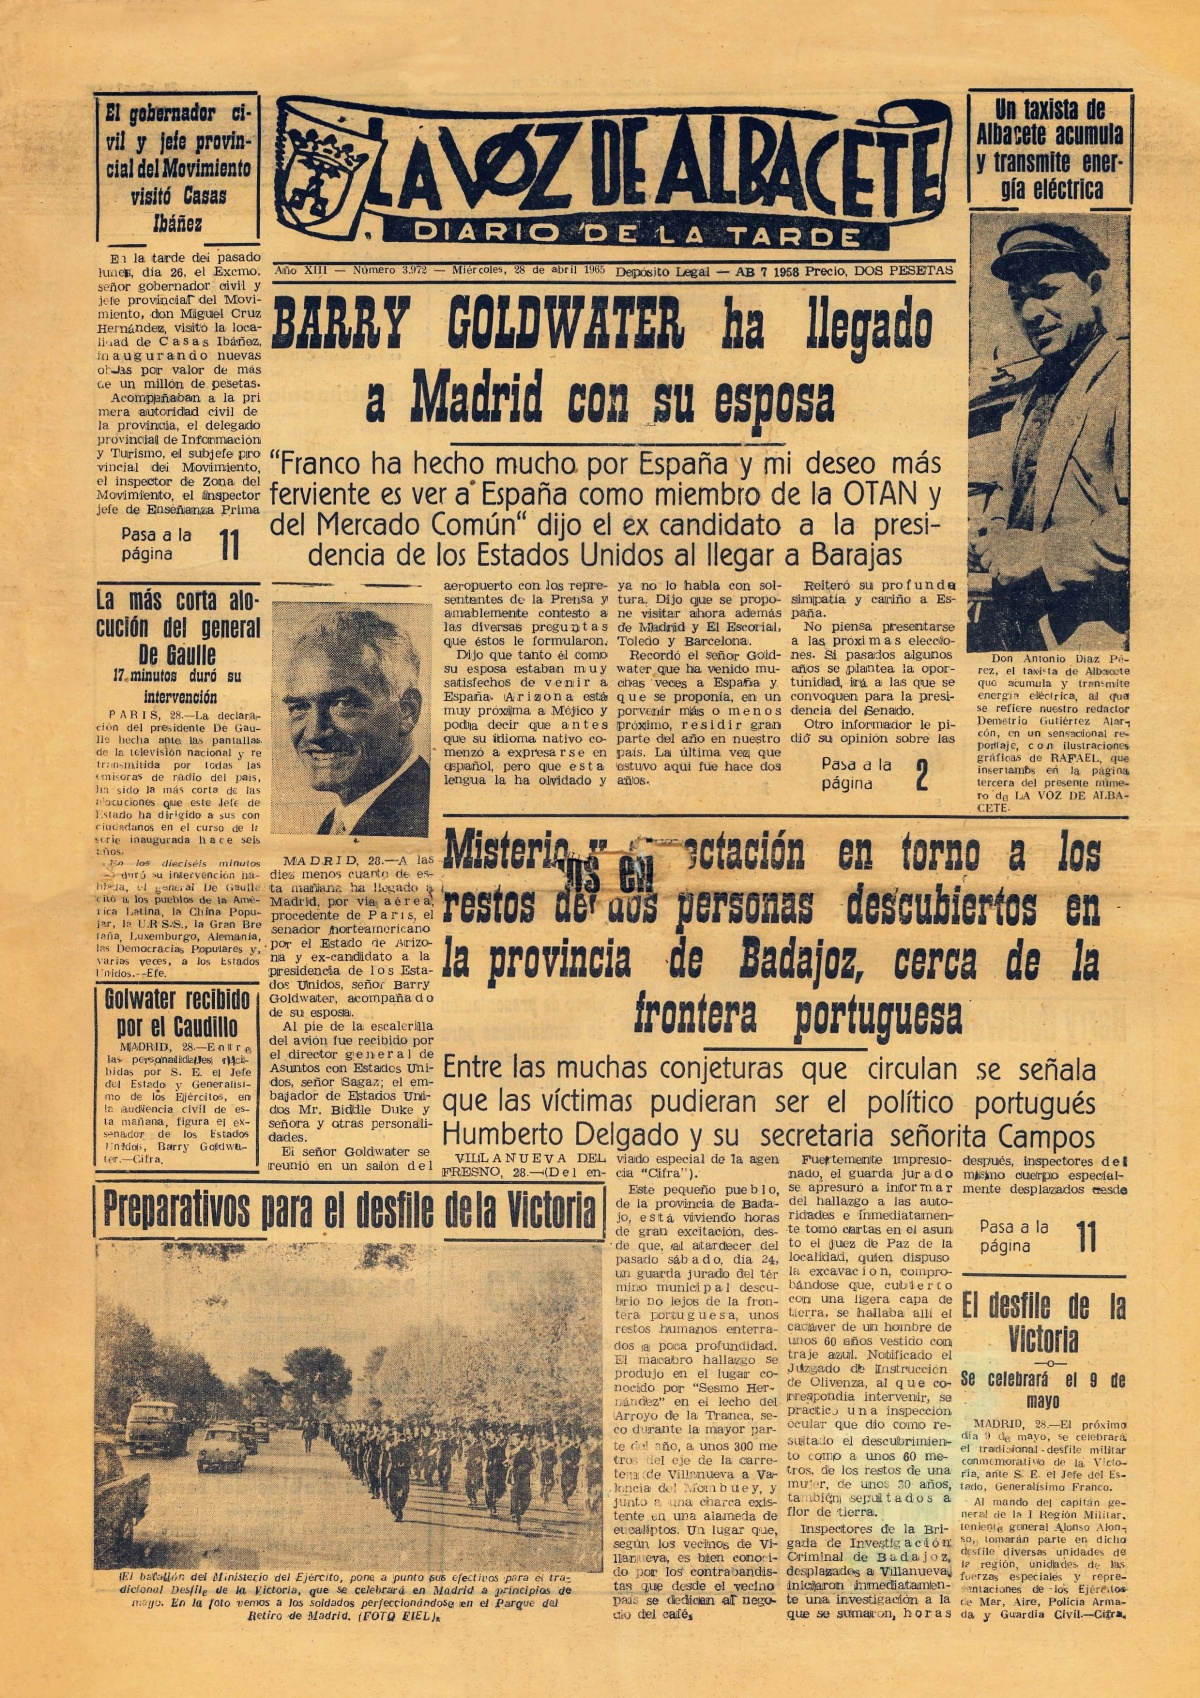 El gobernador ci-
vil y jefe provin-
cial del Movimiento
visitó Casas
Ibáñez
En la tarde del pasado
lunes, día 26, el Excmo.
señor gobernador civil y
jefe provincial del Movi-
miento, don Miguel Cruz
Hernández, visitó la loca-
lidad de Casas Ibáñez,
inaugurando nuevas
obras por valor de más
de un millón de pesetas.
Acompañaban a la pri
mera autoridad civil de
la provincia, el delegado
provincial de Información
y Turismo, el subjefe pro
vincial del Movimiento,
el inspector de Zona del
Movimiento, el inspector
jefe de Enseñanza Prima
Pasa a la
página 11
LA VOZ DE ALBACETE
DIARIO DE LA TARDE
Año XIII — Número 3.972 — Miércoles, 28 de abril 1965 Depósito Legal — AB 7 1958 Precio, DOS PESETAS
Un taxista de
Albacete acumula
y transmite ener-
gía eléctrica
Don Antonio Díaz Pé-
rez, el taxista de Albacete
que acumula y transmite
energía eléctrica, al que
se refiere nuestro redactor
Demetrio Gutiérrez Alar-
cón, en un sensacional re-
portaje, con ilustraciones
gráficas de RAFAEL, que
insertamos en la página
tercera del presente núme-
ro de LA VOZ DE ALBA-
CETE.
BARRY GOLDWATER ha llegado
a Madrid con su esposa
"Franco ha hecho mucho por España y mi deseo más
ferviente es ver a España como miembro de la OTAN y
del Mercado Común" dijo el ex candidato a la presi-
dencia de los Estados Unidos al llegar a Barajas
MADRID, 28.—A las
diez menos cuarto de es-
ta mañana ha llegado a
Madrid, por vía aérea,
procedente de París, el
senador norteamericano
por el Estado de Arizo-
na y ex-candidato a la
presidencia de los Esta-
dos Unidos, señor Barry
Goldwater, acompañado
de su esposa.
Al pie de la escalerilla
del avión fue recibido por
el director general de
Asuntos con Estados Uni-
dos, señor Sagaz; el em-
bajador de Estados Uni-
dos Mr. Biddle Duke y
señora y otras personali-
dades.
El señor Goldwater se
reunió en un salón del
aeropuerto con los repre-
sentantes de la Prensa y
amablemente contestó a
las diversas preguntas
que éstos le formularon.
Dijo que tanto él como
su esposa estaban muy
satisfechos de venir a
España. Arizona está
muy próxima a Méjico y
podía decir que antes
que su idioma nativo co-
menzó a expresarse en
español, pero que esta
lengua la ha olvidado y
ya no lo habla con sol-
tura. Dijo que se propo-
ne visitar ahora además
de Madrid y El Escorial,
Toledo y Barcelona.
Recordó el señor Gold-
water que ha venido mu-
chas veces a España y
que se proponía, en un
porvenir más o menos
próximo, residir gran
parte del año en nuestro
país. La última vez que
estuvo aquí fue hace dos
años.
Reiteró su profunda
simpatía y cariño a Es-
paña.
No piensa presentarse
a las próximas eleccio-
nes. Si pasados algunos
años se plantea la opor-
tunidad, irá a las que se
convoquen para la presi-
dencia del Senado.
Otro informador le pi-
dió su opinión sobre las
Pasa a la
página 2
La más corta alo-
cución del general
De Gaulle
17 minutos duró su
intervención
PARIS, 28.—La declara-
ción del presidente De Gau-
lle hecha ante las pantallas
de la televisión nacional y re
transmitida por todas las
emisoras de radio del país,
ha sido la más corta de las
alocuciones que este Jefe de
Estado ha dirigido a sus con
ciudadanos en el curso de la
serie inaugurada hace seis
años.
En los dieciséis minutos
duró su intervención ha-
blada, el general De Gaulle
citó a los pueblos de la Amé-
rica Latina, la China Popu-
lar, la U.R.S.S., la Gran Bre
taña, Luxemburgo, Alemania,
las Democracias Populares y,
varias veces, a los Estados
Unidos.--Efe.
Golwater recibido
por el Caudillo
MADRID, 28.—Entre
las personalidades reci-
bidas por S. E. el Jefe
del Estado y Generalísi-
mo de los Ejércitos, en
la audiencia civil de es-
ta mañana, figura el ex-
senador de los Estados
Unidos, Barry Goldwa-
ter.—Cifra.
Misterio y expectación en torno a los
ns en
restos de dos personas descubiertos en
la provincia de Badajoz, cerca de la
frontera portuguesa
Entre las muchas conjeturas que circulan se señala
que las víctimas pudieran ser el político portugués
Humberto Delgado y su secretaria señorita Campos
VILLANUEVA DEL
FRESNO, 28.—(Del en-
viado especial de la agen
cia "Cifra").
Este pequeño pueblo,
de la provincia de Bada-
joz, está viviendo horas
de gran excitación, des-
de que, al atardecer del
pasado sábado, día 24,
un guarda jurado del tér
mino municipal descu-
brió no lejos de la fron-
tera portuguesa, unos
restos humanos enterra-
dos a poca profundidad.
El macabro hallazgo se
produjo en el lugar co-
nocido por "Sesmo Her-
nández" en el lecho del
Arroyo de la Tranca, se-
co durante la mayor par-
te del año, a unos 300 me
tros del eje de la carre-
tera de Villanueva a Va-
lencia del Mombuey, y
junto a una charca exis-
tente en una alameda de
eucaliptos. Un lugar que,
según los vecinos de Vi-
llanueva, es bien conoci-
do por los contrabandis-
tas que desde el vecino
país se dedican al nego-
cio del café.
Fuertemente impresio-
nado, el guarda jurado
se apresuró a informar
del hallazgo a las auto-
ridades e inmediatamen-
te tomó cartas en el asun
to el juez de Paz de la
localidad, quien dispuso
la excavación, compro-
bándose que, cubierto
con una ligera capa de
tierra, se hallaba allí el
cadáver de un hombre de
unos 60 años vestido con
traje azul. Notificado el
Juzgado de Instrucción
de Olivenza, al que co-
rrespondía intervenir, se
practicó una inspección
ocular que dio como re-
sultado el descubrimien-
to como a unos 60 me-
tros, de los restos de una
mujer, de unos 30 años,
también sepultados a
flor de tierra.
Inspectores de la Bri-
gada de Investigación
Criminal de Badajoz,
desplazados a Villanueva,
iniciaron inmediatamen-
te una investigación a la
que se sumaron, horas
después, inspectores del
mismo cuerpo especial-
mente desplazados desde
Pasa a la
página 11
Preparativos para el desfile de la Victoria
El batallón del Ministerio del Ejército, pone a punto sus efectivos para el tra-
dicional Desfile de la Victoria, que se celebrará en Madrid a principios de
mayo. En la foto vemos a los soldados perfeccionándose en el Parque del
Retiro de Madrid. (FOTO FIEL).
El desfile de la
Victoria
—o—
Se celebrará el 9 de
mayo
MADRID, 28.—El próximo
día 9 de mayo, se celebrará
el tradicional desfile militar
conmemorativo de la Victo-
ria, ante S. E. el Jefe del Es-
tado, Generalísimo Franco.
Al mando del capitán ge-
neral de la I Región Militar,
teniente general Alonso Alon-
so, tomarán parte en dicho
desfile diversas unidades de
la región, unidades de las
fuerzas especiales y repre-
sentaciones de los Ejércitos
de Mar, Aire, Policía Arma-
da y Guardia Civil.—Cifra.